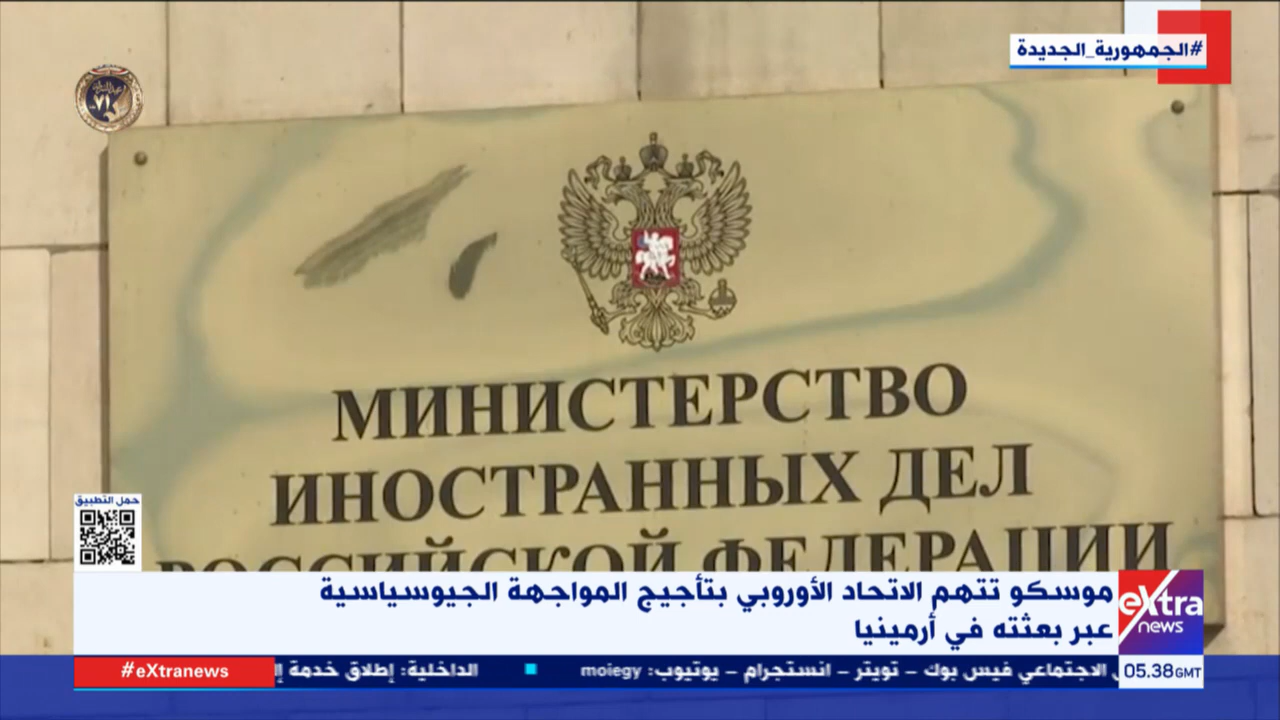 #الجمهورية_الجديدة
МИНИСТЕРСТВО
ИНОСТРАННЫХ ДЕЛ
РОССИЙСКОЙ ФЕДЕРАЦИИ
حمل التطبيق
موسكو تتهم الاتحاد الأوروبي بتأجيج المواجهة الجيوسياسية
عبر بعثته في أرمينيا
eXtra
news
#eXtranews
الاجتماعي فيس بوك – تويتر – انستجرام – يوتيوب: moiegy ■ الداخلية: إطلاق خدمة
05.38GMT